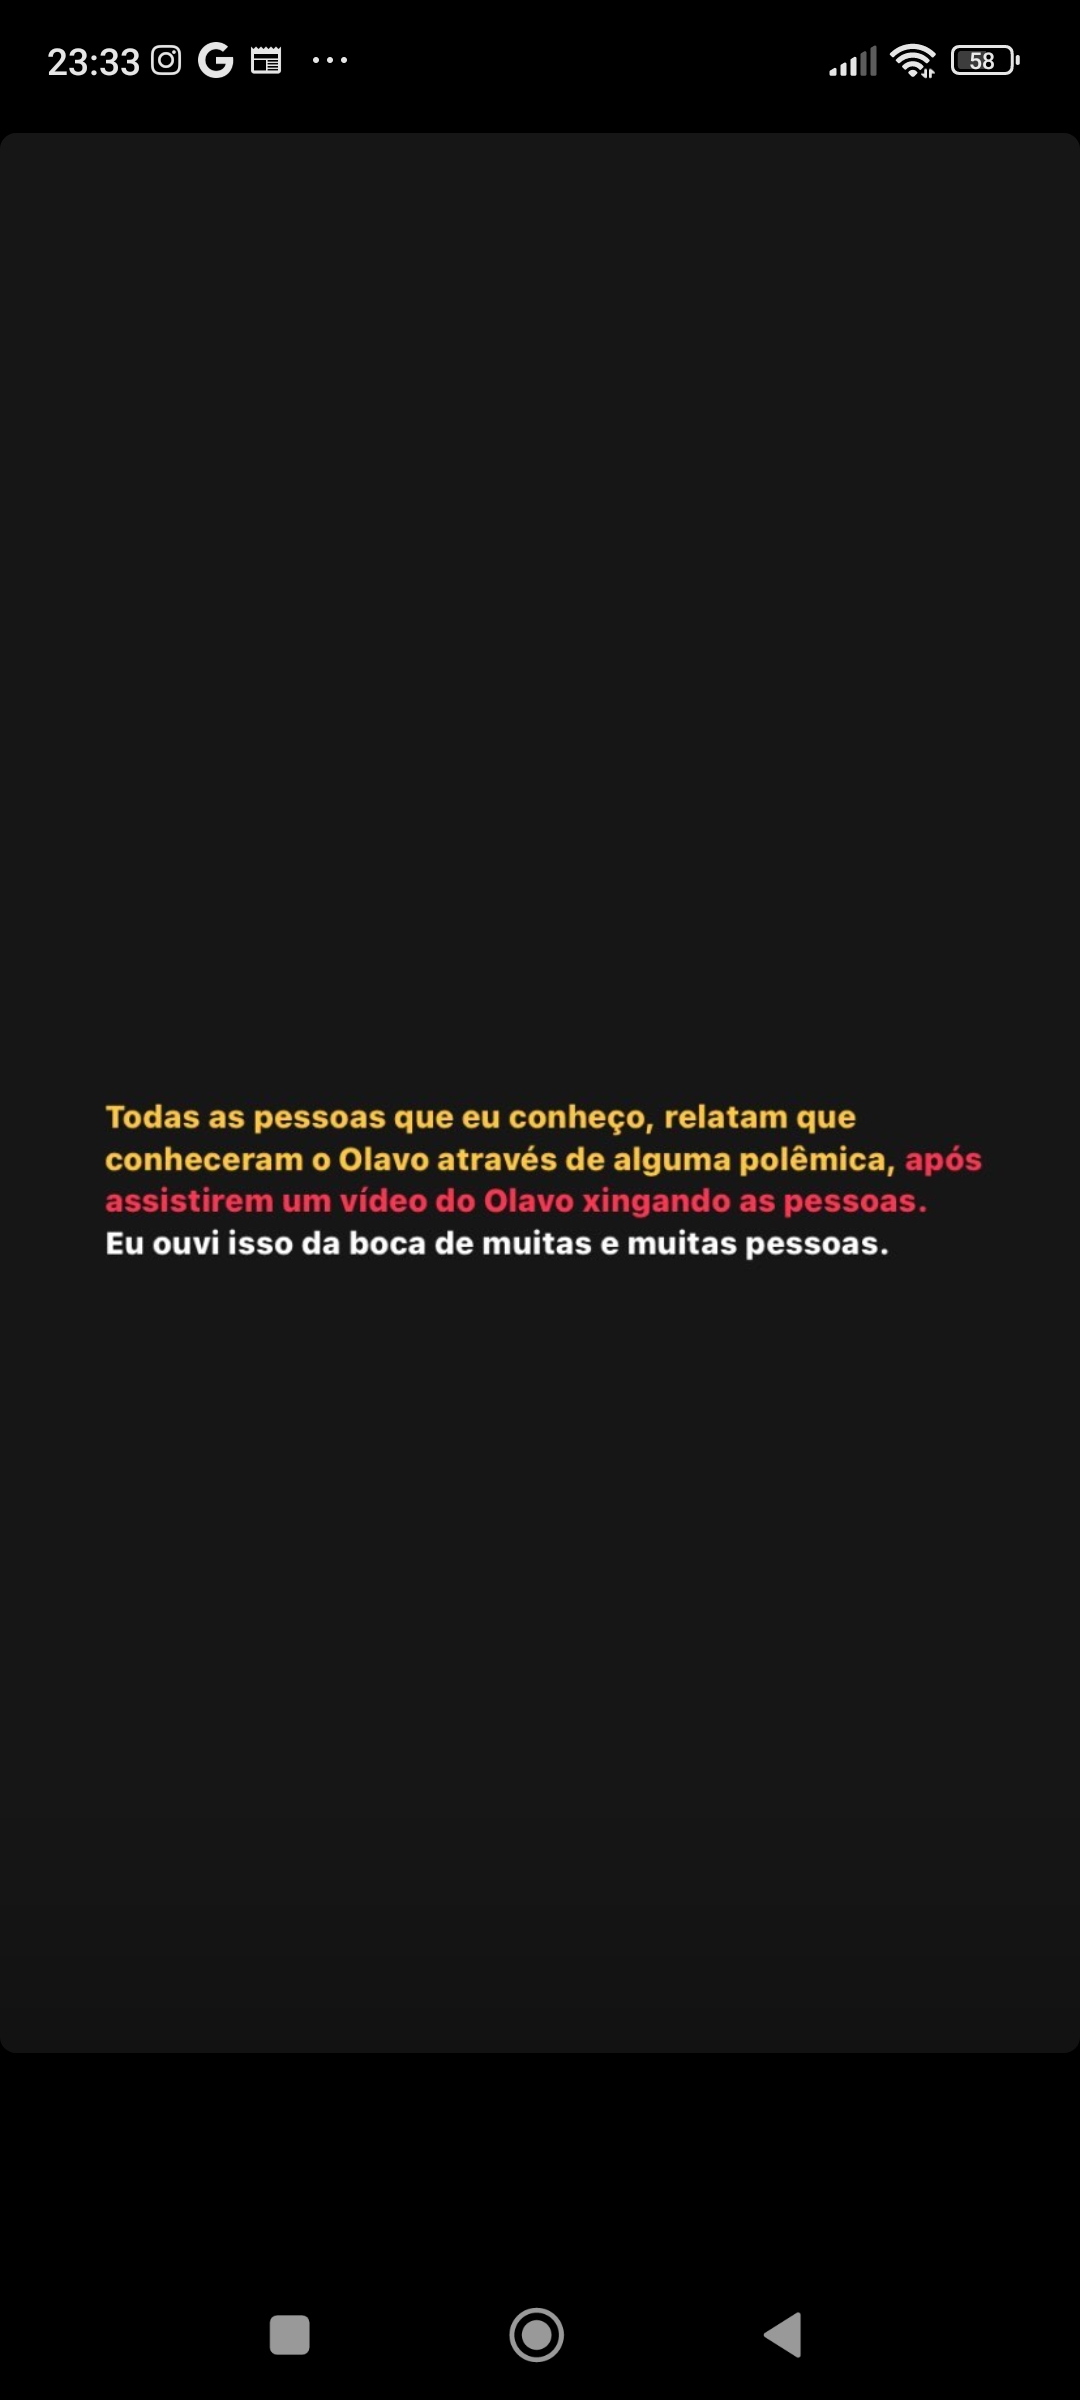 23:33
58
Todas as pessoas que eu conheço, relatam que
conheceram o Olavo através de alguma polêmica, após
assistirem um vídeo do Olavo xingando as pessoas.
Eu ouvi isso da boca de muitas e muitas pessoas.